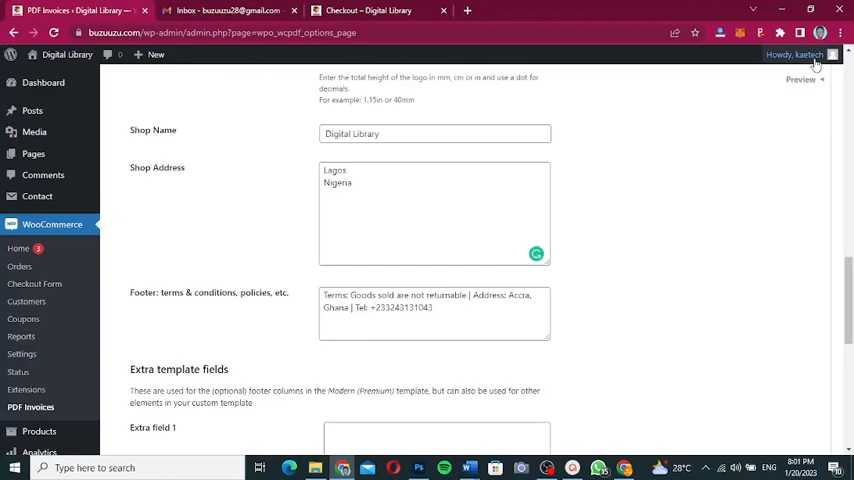 PDF Invoices ‹ Digital Library — W
Inbox - buzuuzu28@gmail.com -
Checkout – Digital Library
buzuuzu.com/wp-admin/admin.php?page=wpo_wcpdf_options_page
Digital Library
0
New
Howdy, kaetech
Dashboard
Posts
Media
Pages
Comments
Contact
WooCommerce
Home 3
Orders
Checkout Form
Customers
Coupons
Reports
Settings
Status
Extensions
PDF Invoices
Products
Analytics
Preview
Enter the total height of the logo in mm, cm or in and use a dot for
decimals.
For example: 1.15in or 40mm
Shop Name
Digital Library
Shop Address
Lagos
Nigeria
Footer: terms & conditions, policies, etc.
Terms: Goods sold are not returnable | Address: Accra,
Ghana | Tel: +233243131043
Extra template fields
These are used for the (optional) footer columns in the Modern (Premium) template, but can also be used for other
elements in your custom template
Extra field 1
Type here to search
28°C
ENG
8:01 PM
1/20/2023